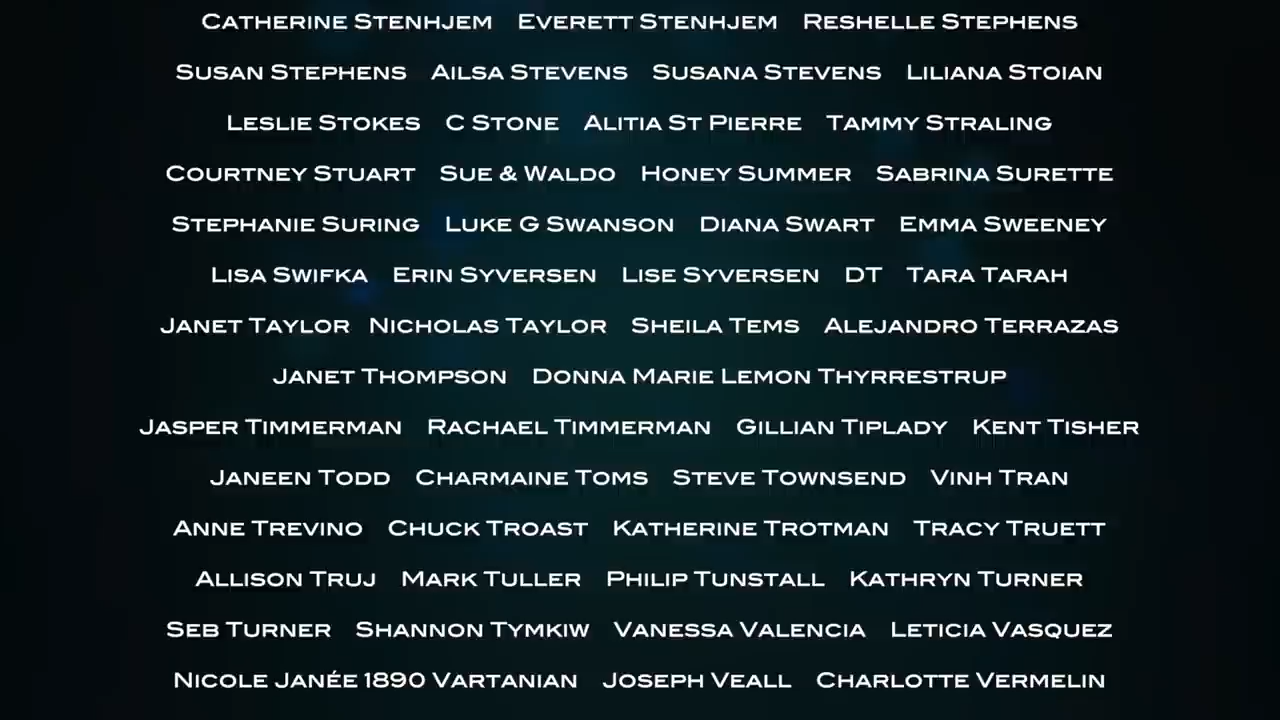 Catherine Stenhjem Everett Stenhjem Reshelle Stephens
Susan Stephens Ailsa Stevens Susana Stevens Liliana Stoian
Leslie Stokes C Stone Alitia St Pierre Tammy Straling
Courtney Stuart Sue & Waldo Honey Summer Sabrina Surette
Stephanie Suring Luke G Swanson Diana Swart Emma Sweeney
Lisa Swifka Erin Syversen Lise Syversen DT Tara Tarah
Janet Taylor Nicholas Taylor Sheila Tems Alejandro Terrazas
Janet Thompson Donna Marie Lemon Thyrrestrup
Jasper Timmerman Rachael Timmerman Gillian Tiplady Kent Tisher
Janeen Todd Charmaine Toms Steve Townsend Vinh Tran
Anne Trevino Chuck Troast Katherine Trotman Tracy Truett
Allison Truj Mark Tuller Philip Tunstall Kathryn Turner
Seb Turner Shannon Tymkiw Vanessa Valencia Leticia Vasquez
Nicole Janée 1890 Vartanian Joseph Veall Charlotte Vermelin